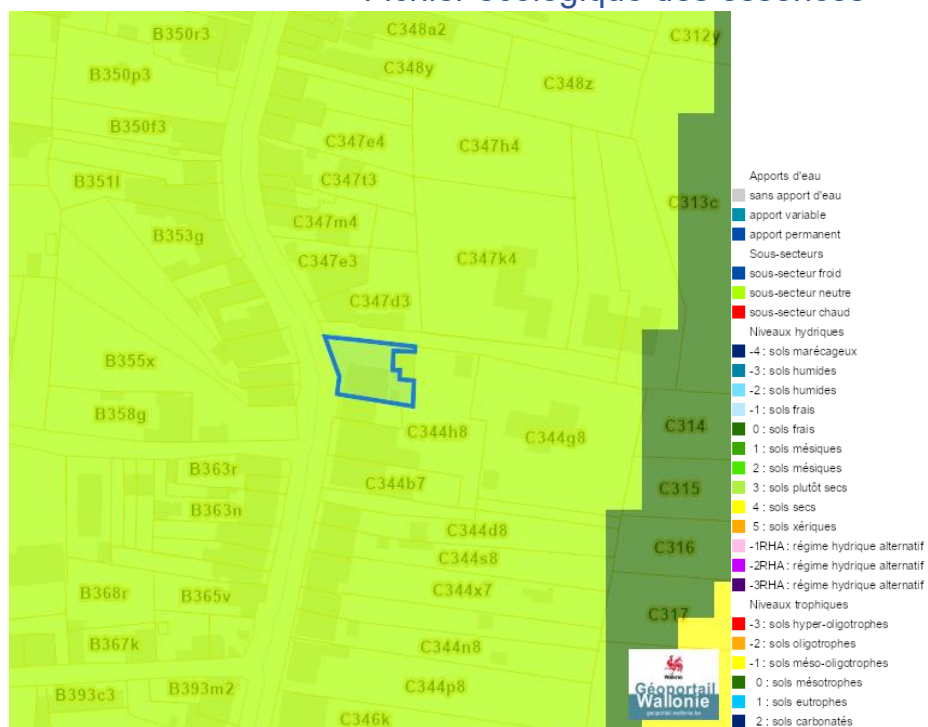 Fichier écologique des essences
B350r3
C348a2
C312y
C348y
B350p3
C348z
B350f3
C347e4
C347h4
B351l
C347t3
C313c
C347m4
B353g
C347e3
C347k4
C347d3
B355x
B358g
C344h8
C344g8
C314
B363r
C344b7
C315
B363n
C344d8
C316
C344s8
B368r
B365v
C344x7
C317
B367k
C344n8
B393c3
B393m2
C344p8
C346k
Apports d'eau
sans apport d'eau
apport variable
apport permanent
Sous-secteurs
sous-secteur froid
sous-secteur neutre
sous-secteur chaud
Niveaux hydriques
-4 : sols marécageux
-3 : sols humides
-2 : sols humides
-1 : sols frais
0 : sols frais
1 : sols mésiques
2 : sols mésiques
3 : sols plutôt secs
4 : sols secs
5 : sols xériques
-1RHA : régime hydrique alternatif
-2RHA : régime hydrique alternatif
-3RHA : régime hydrique alternatif
Niveaux trophiques
-3 : sols hyper-oligotrophes
-2 : sols oligotrophes
-1 : sols méso-oligotrophes
0 : sols mésotrophes
1 : sols eutrophes
2 : sols carbonatés
Wallonie
Géoportail
Wallonie
geoportail.wallonie.be